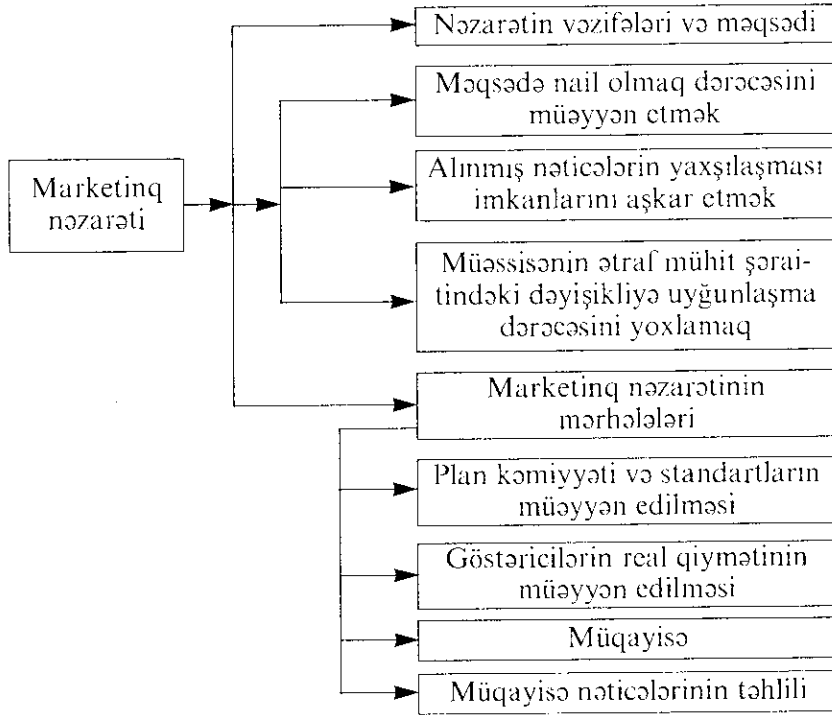 Nəzarətin vəzifələri və məqsədi
Məqsədə nail olmaq dərəcəsini
müəyyən etmək
Marketinq
nəzarəti
Alınmış nəticələrin yaxşılaşması
imkanlarını aşkar etmək
Müəssisənin ətraf mühit şərai-
tindəki dəyişikliyə uyğunlaşma
dərəcəsini yoxlamaq
Marketinq nəzarətinin
mərhələləri
Plan kəmiyyəti və standartların
müəyyən edilməsi
Göstəricilərin real qiymətinin
müəyyən edilməsi
Müqayisə
Müqayisə nəticələrinin təhlili